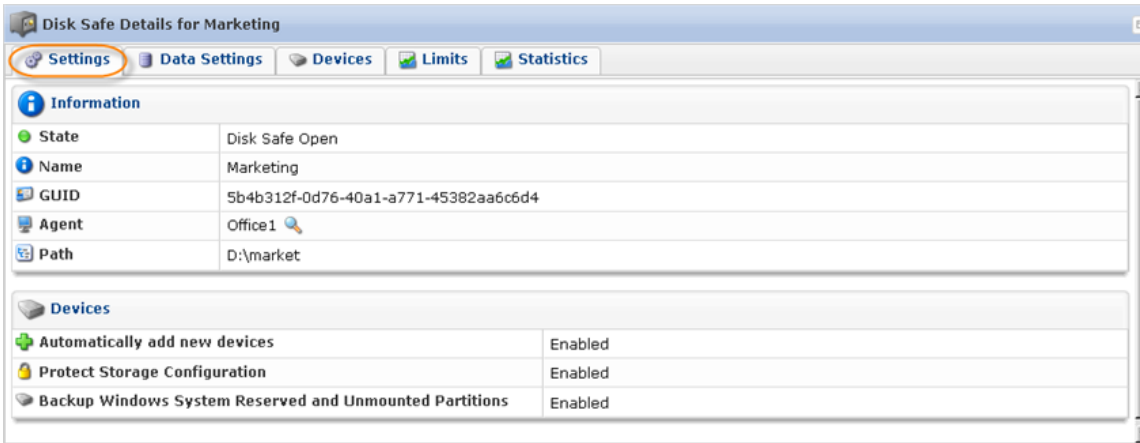 Disk Safe Details for Marketing
Settings Data Settings Devices Limits Statistics
Information
State Disk Safe Open
Name Marketing
GUID 5b4b312f-0d76-40a1-a771-45382aa6c6d4
Agent Office1
Path D:\market
Devices
Automatically add new devices Enabled
Protect Storage Configuration Enabled
Backup Windows System Reserved and Unmounted Partitions Enabled